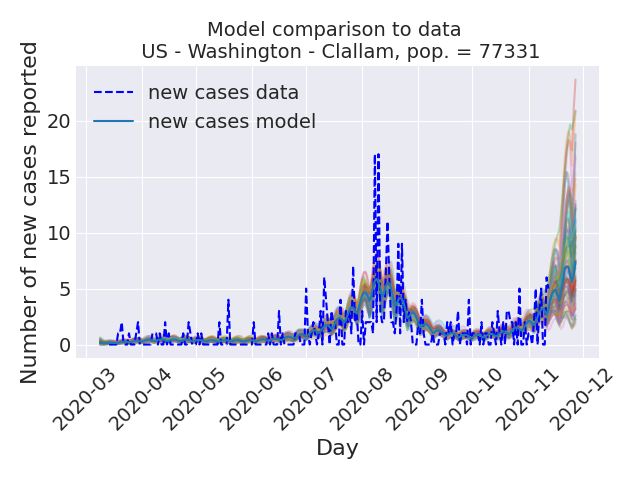 Model comparison to data
US - Washington - Clallam, pop. = 77331
Number of new cases reported
new cases data
new cases model
20
15
10
5
0
2020-03
2020-04
2020-05
2020-06
2020-07
2020-08
2020-09
2020-10
2020-11
2020-12
Day